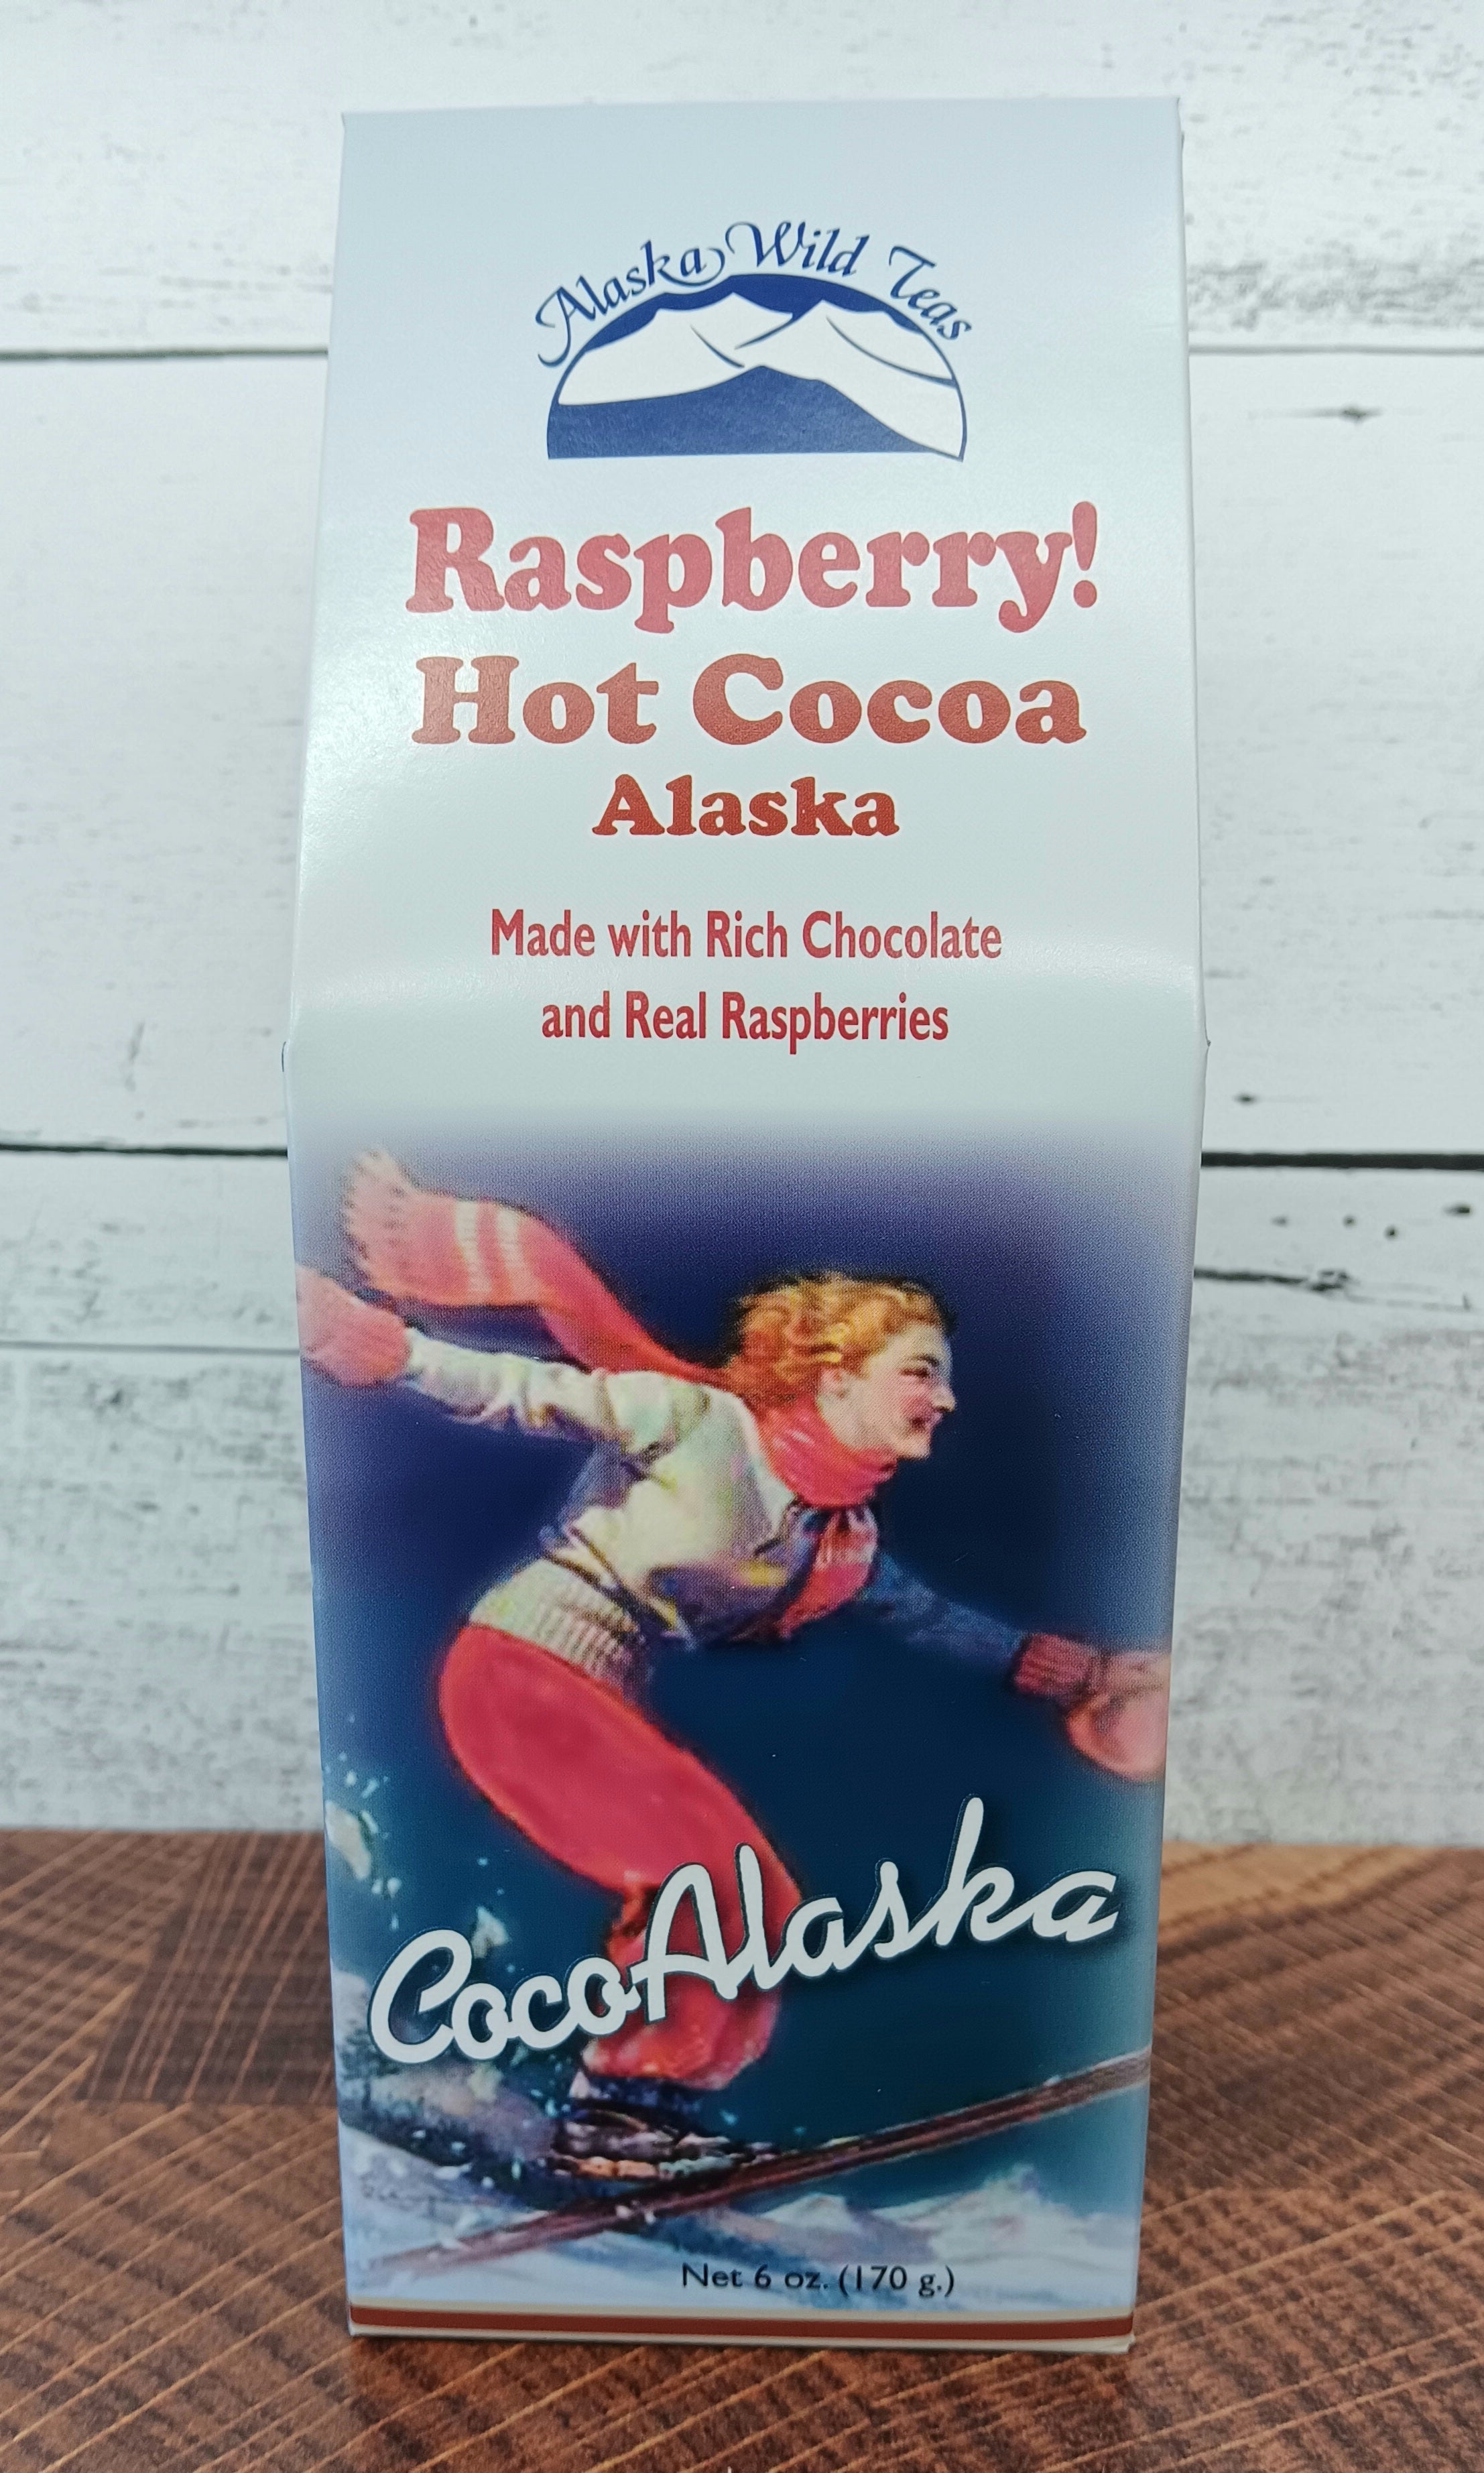 Alaska Wild Teas
Raspberry!
Hot Cocoa
Alaska
Made with Rich Chocolate
and Real Raspberries
CocoAlaska
Net 6 oz. (170 g.)